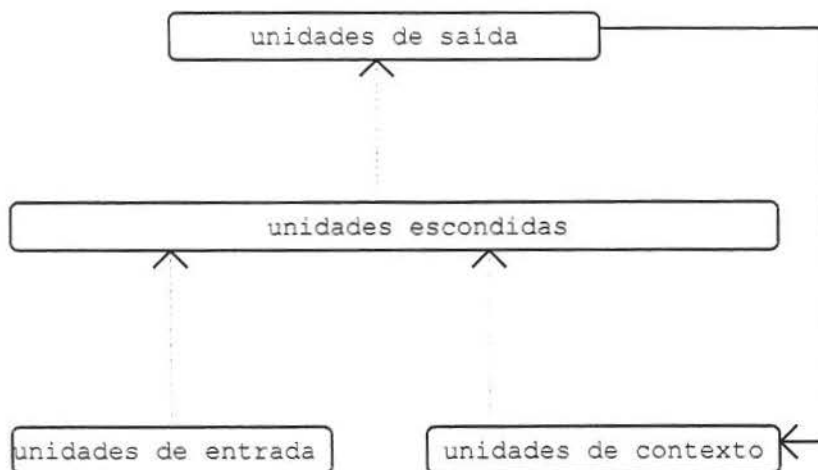 unidades de saída
unidades escondidas
unidades de entrada
unidades de contexto